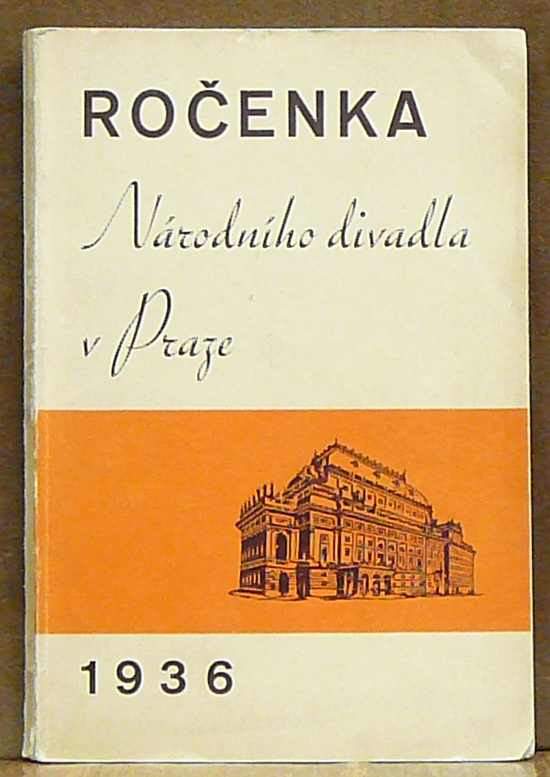 ROČENKA
Národního divadla
v Praze
1936